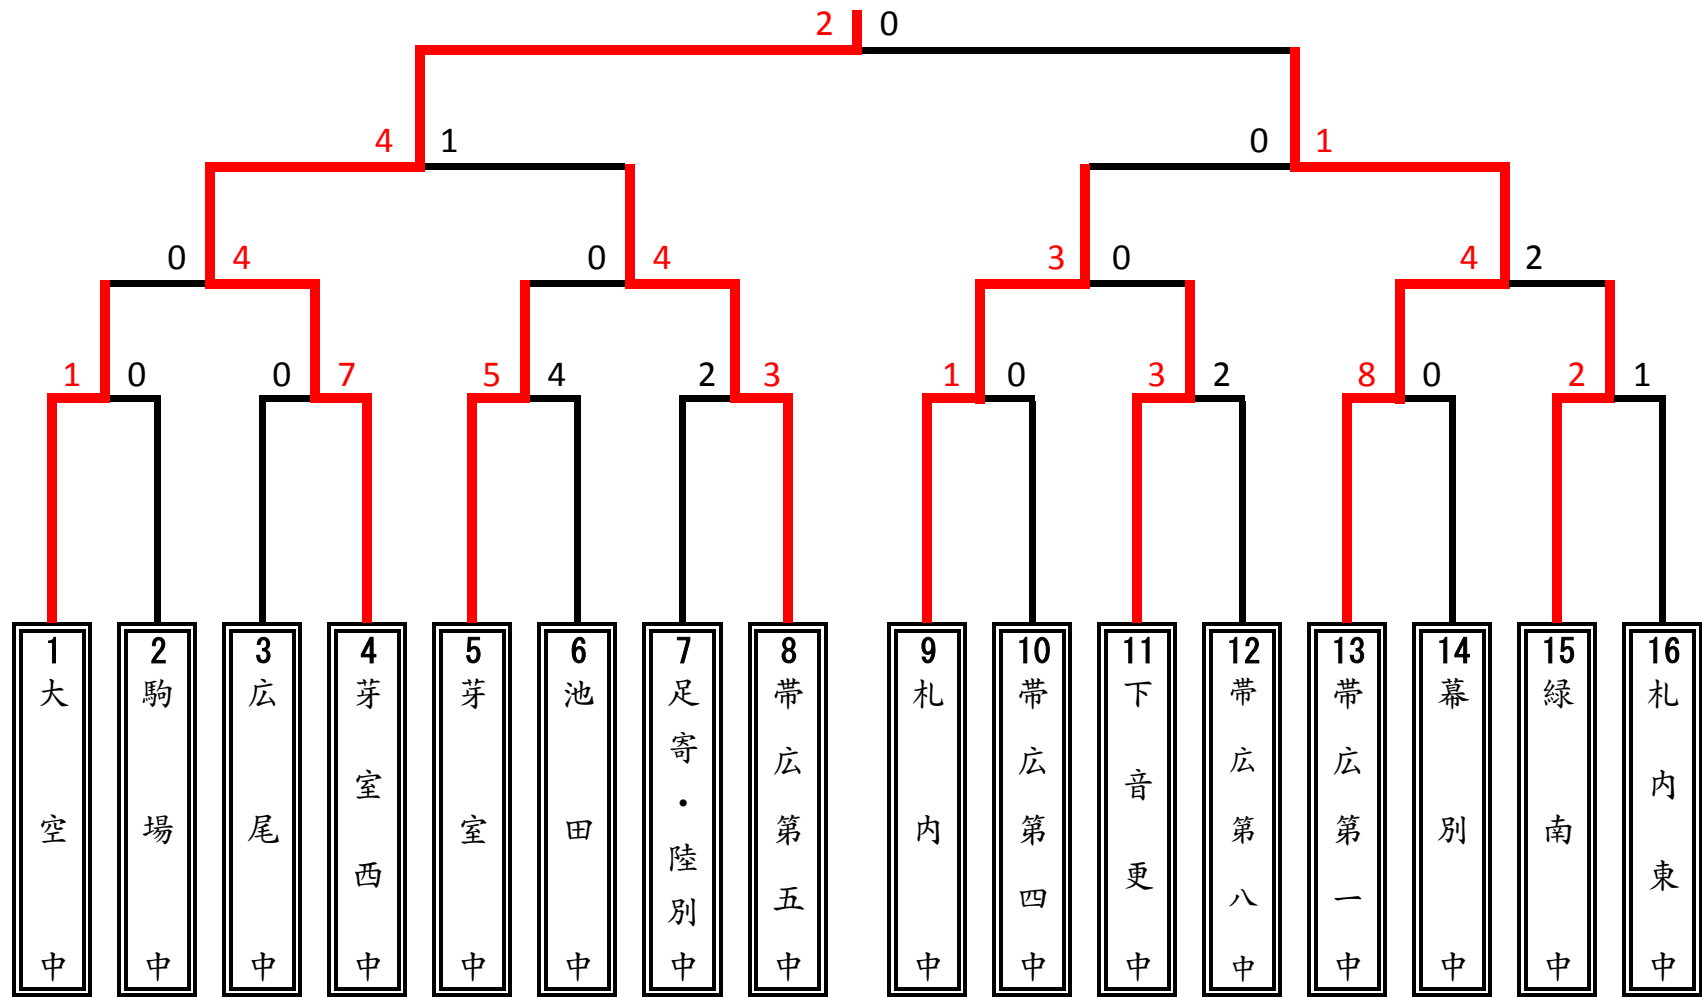 2 0
4 1 0 1
0 4 0 4 3 0 4 2
1 0 0 7 5 4 2 3 1 0 3 2 8 0 2 1
1 大空中
2 駒場中
3 広尾中
4 芽室西中
5 芽室中
6 池田中
7 足寄・陸別中
8 帯広第五中
9 札内中
10 帯広第四中
11 下音更中
12 帯広第八中
13 帯広第一中
14 幕別中
15 緑南中
16 札内東中